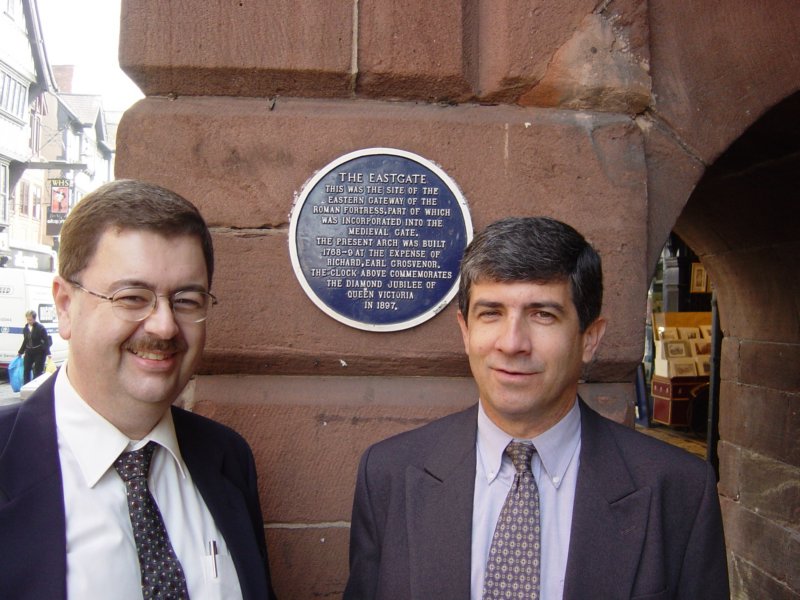 THE EASTGATE
THIS WAS THE SITE OF THE
EASTERN GATEWAY OF THE
ROMAN FORTRESS. PART OF WHICH
WAS INCORPORATED INTO THE
MEDIEVAL GATE.
THE PRESENT ARCH WAS BUILT
1768-9 AT THE EXPENSE OF
RICHARD, EARL GROSVENOR.
THE CLOCK ABOVE COMMEMORATES
THE DIAMOND JUBILEE OF
QUEEN VICTORIA
IN 1897.
WHS